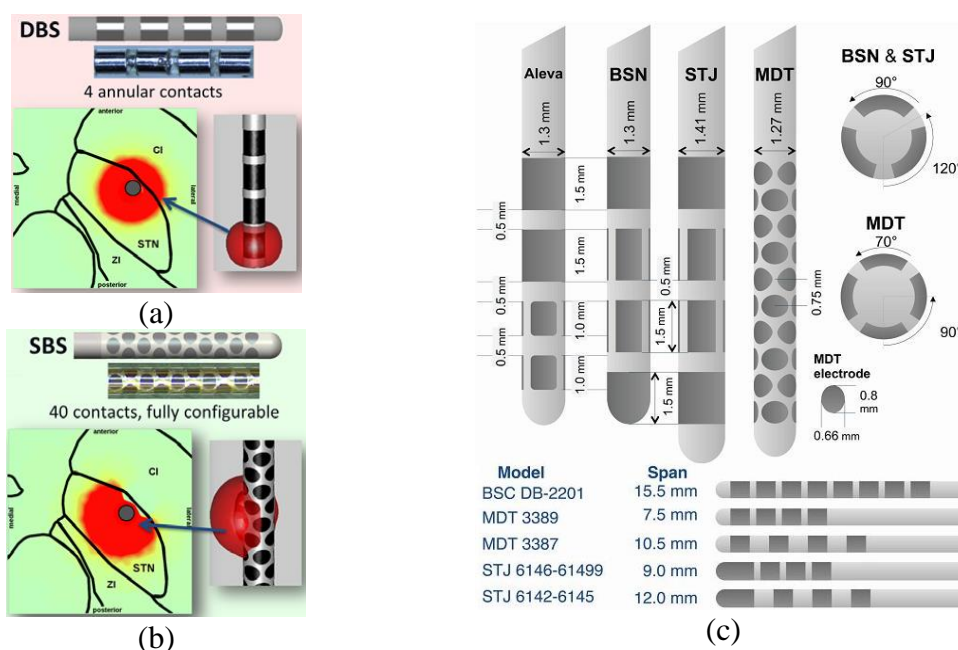 DBS
4 annular contacts
anterior
CI
medial
lateral
STN
ZI
posterior
(a)
SBS
40 contacts, fully configurable
anterior
CI
medial
STN
ZI
posterior
(b)
Aleva
BSN
STJ
MDT
1.3 mm
1.3 mm
1.41 mm
1.27 mm
1.5 mm
0.5 mm
1.5 mm
0.5 mm
0.5 mm
1.0 mm
1.5 mm
0.5 mm
1.0 mm
1.5 mm
0.75 mm
BSN & STJ
90°
120°
MDT
70°
90°
MDT
electrode
0.8
mm
0.66 mm
Model Span
BSC DB-2201 15.5 mm
MDT 3389 7.5 mm
MDT 3387 10.5 mm
STJ 6146-61499 9.0 mm
STJ 6142-6145 12.0 mm
(c)